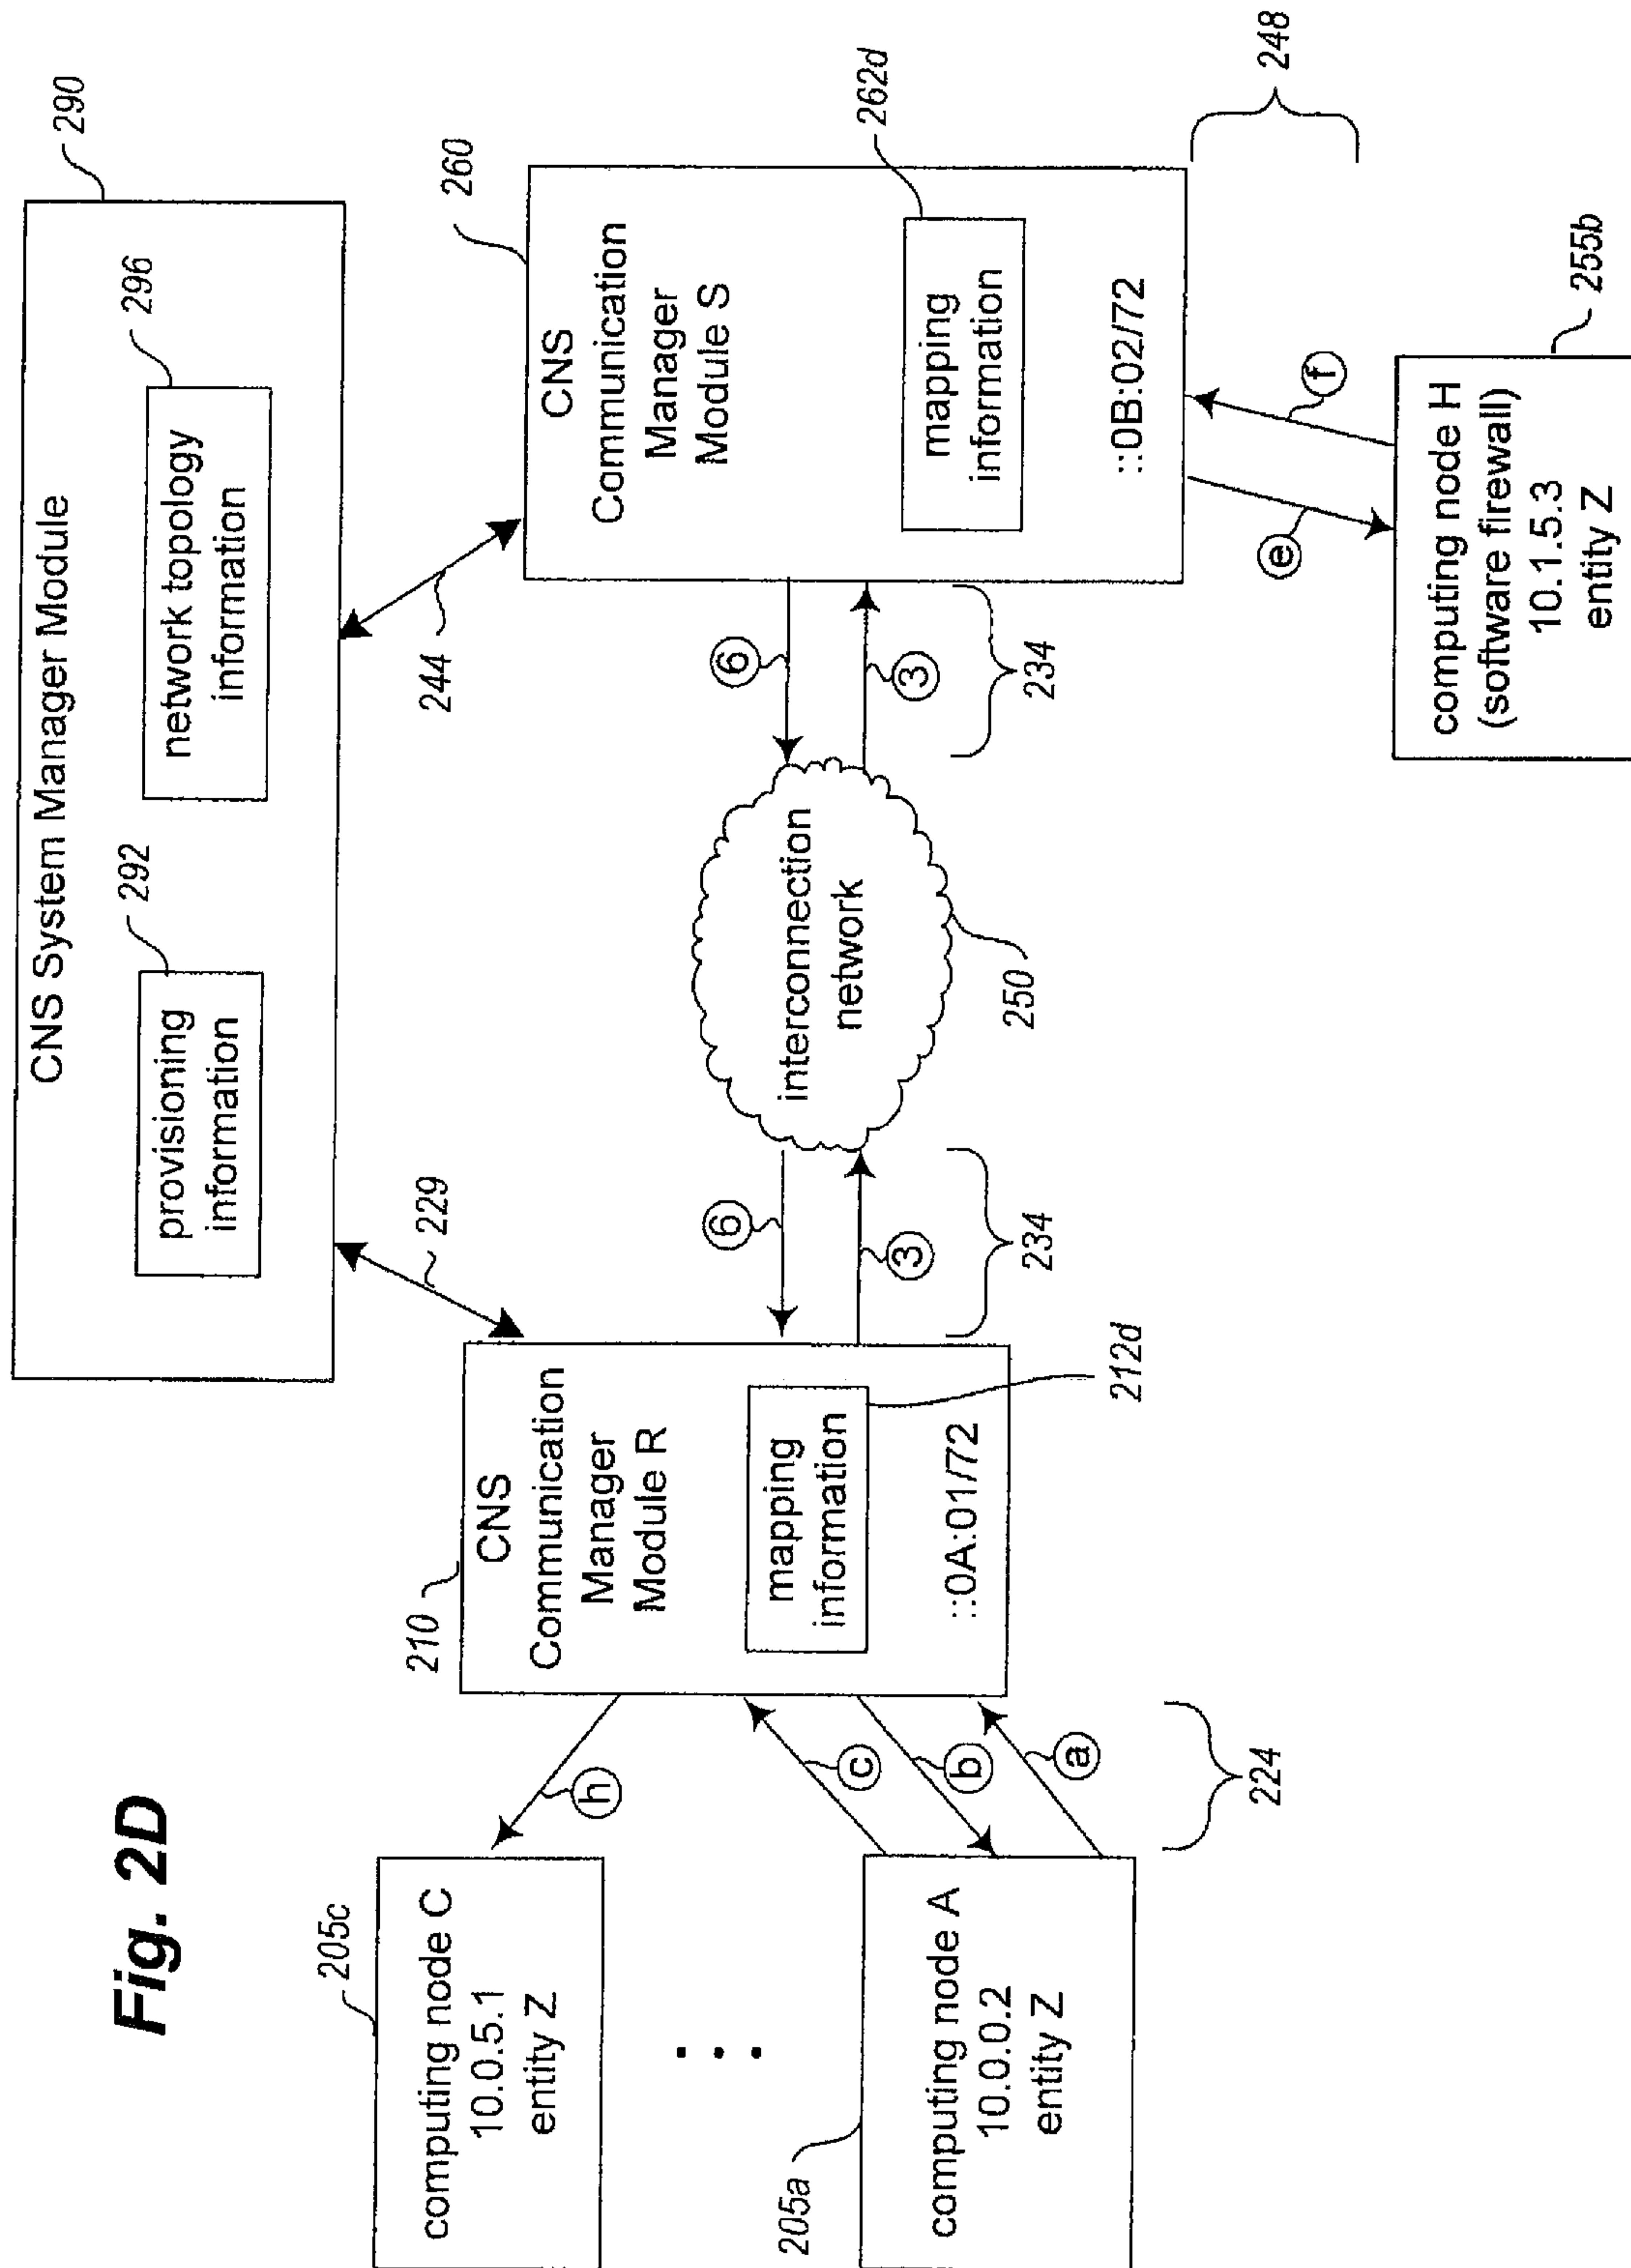 Fig. 2D
CNS System Manager Module
290
provisioning
information
292
network topology
information
296
229
244
210
CNS
Communication
Manager
Module R
mapping
information
212d
::0A:01/72
260
CNS
Communication
Manager
Module S
mapping
information
262d
::0B:02/72
interconnection
network
250
6
3
234
6
3
234
205c
computing node C
10.0.5.1
entity Z
205a
computing node A
10.0.0.2
entity Z
h
c
b
a
224
e
f
248
255b
computing node H
(software firewall)
10.1.5.3
entity Z